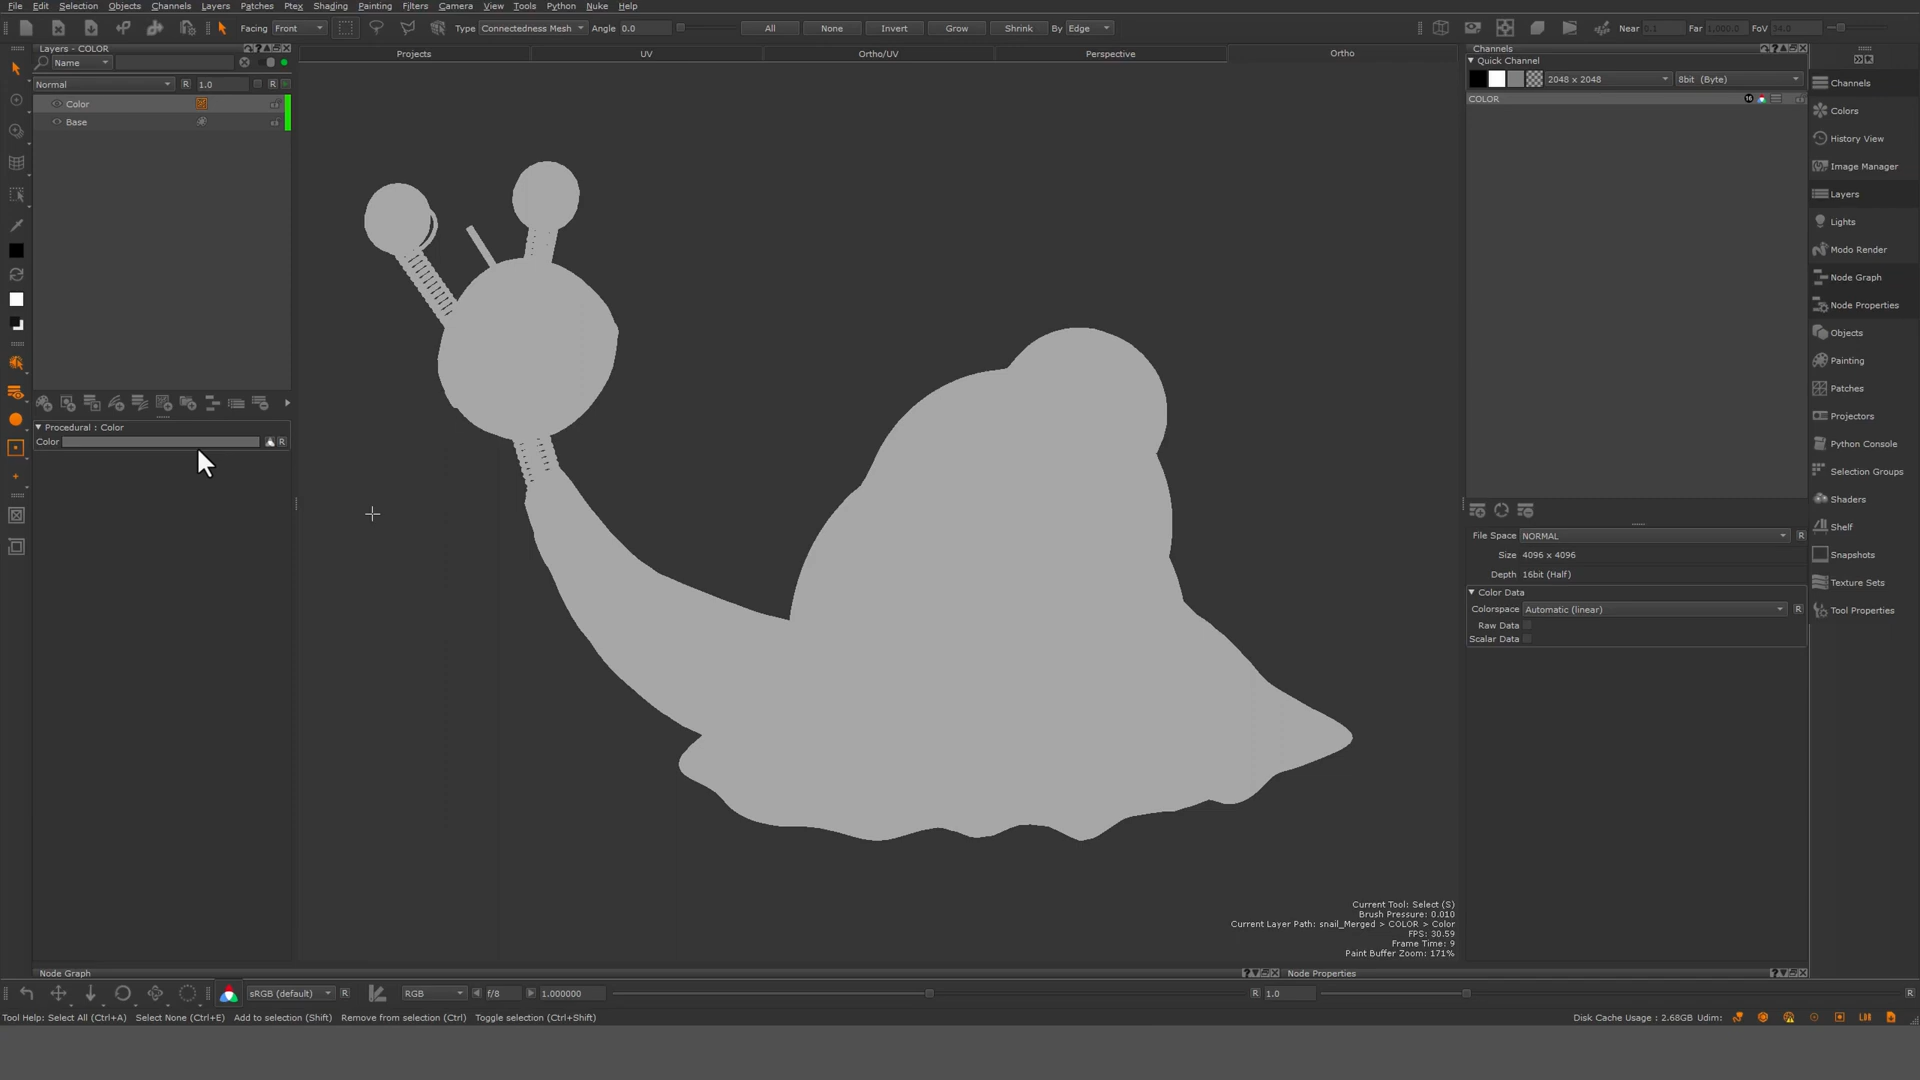 File Edit Selection Objects Channels Layers Patches Ptex Shading Painting Filters Camera View Tools Python Nuke Help
Facing Front Type Connectedness Mesh Angle 0.0 All None Invert Grow Shrink By Edge Near 0.1 Far 1,000.0 FoV 34.0
Layers - COLOR
Projects UV Ortho/UV Perspective Ortho
Channels
Name
Quick Channel
Normal R 1.0 R
2048 x 2048 8bit (Byte)
Color
COLOR
Base
Channels
Colors
History View
Image Manager
Layers
Lights
Modo Render
Node Graph
Node Properties
Objects
Painting
Patches
Projectors
Python Console
Selection Groups
Shaders
Shelf
Snapshots
Texture Sets
Tool Properties
Procedural : Color
Color R
File Space NORMAL R
Size 4096 x 4096
Depth 16bit (Half)
Color Data
Colorspace Automatic (linear) R
Raw Data
Scalar Data
Current Tool: Select (S)
Brush Pressure: 0.010
Current Layer Path: snail_Merged > COLOR > Color
FPS: 30.59
Frame Time: 9
Paint Buffer Zoom: 171%
Node Graph Node Properties
sRGB (default) R RGB f/8 1.000000 R 1.0 R
Tool Help: Select All (Ctrl+A) Select None (Ctrl+E) Add to selection (Shift) Remove from selection (Ctrl) Toggle selection (Ctrl+Shift) Disk Cache Usage : 2.68GB Udim: LDR